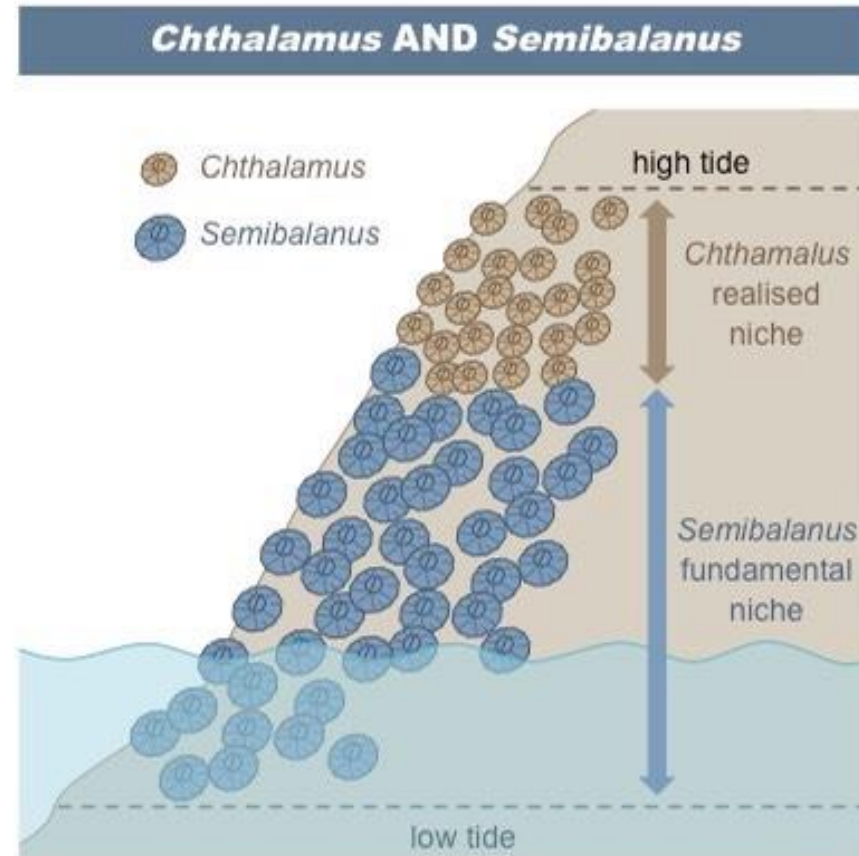 Chthalamus AND Semibalanus
Chthalamus
Semibalanus
high tide
Chthamalus
realised
niche
Semibalanus
fundamental
niche
low tide